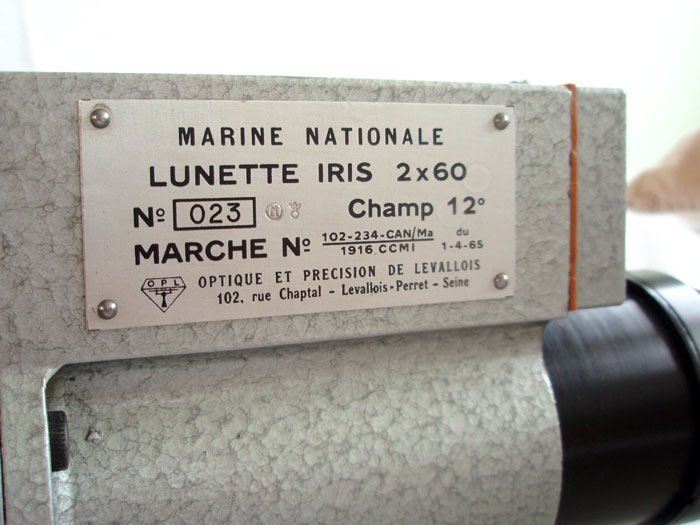 MARINE NATIONALE
LUNETTE IRIS 2x60
Nº 023 Champ 12°
MARCHE Nº 102-234-CAN/Ma du
1916 CCMI 1-4-65
OPL OPTIQUE ET PRECISION DE LEVALLOIS
102, rue Chaptal - Levallois-Perret - Seine